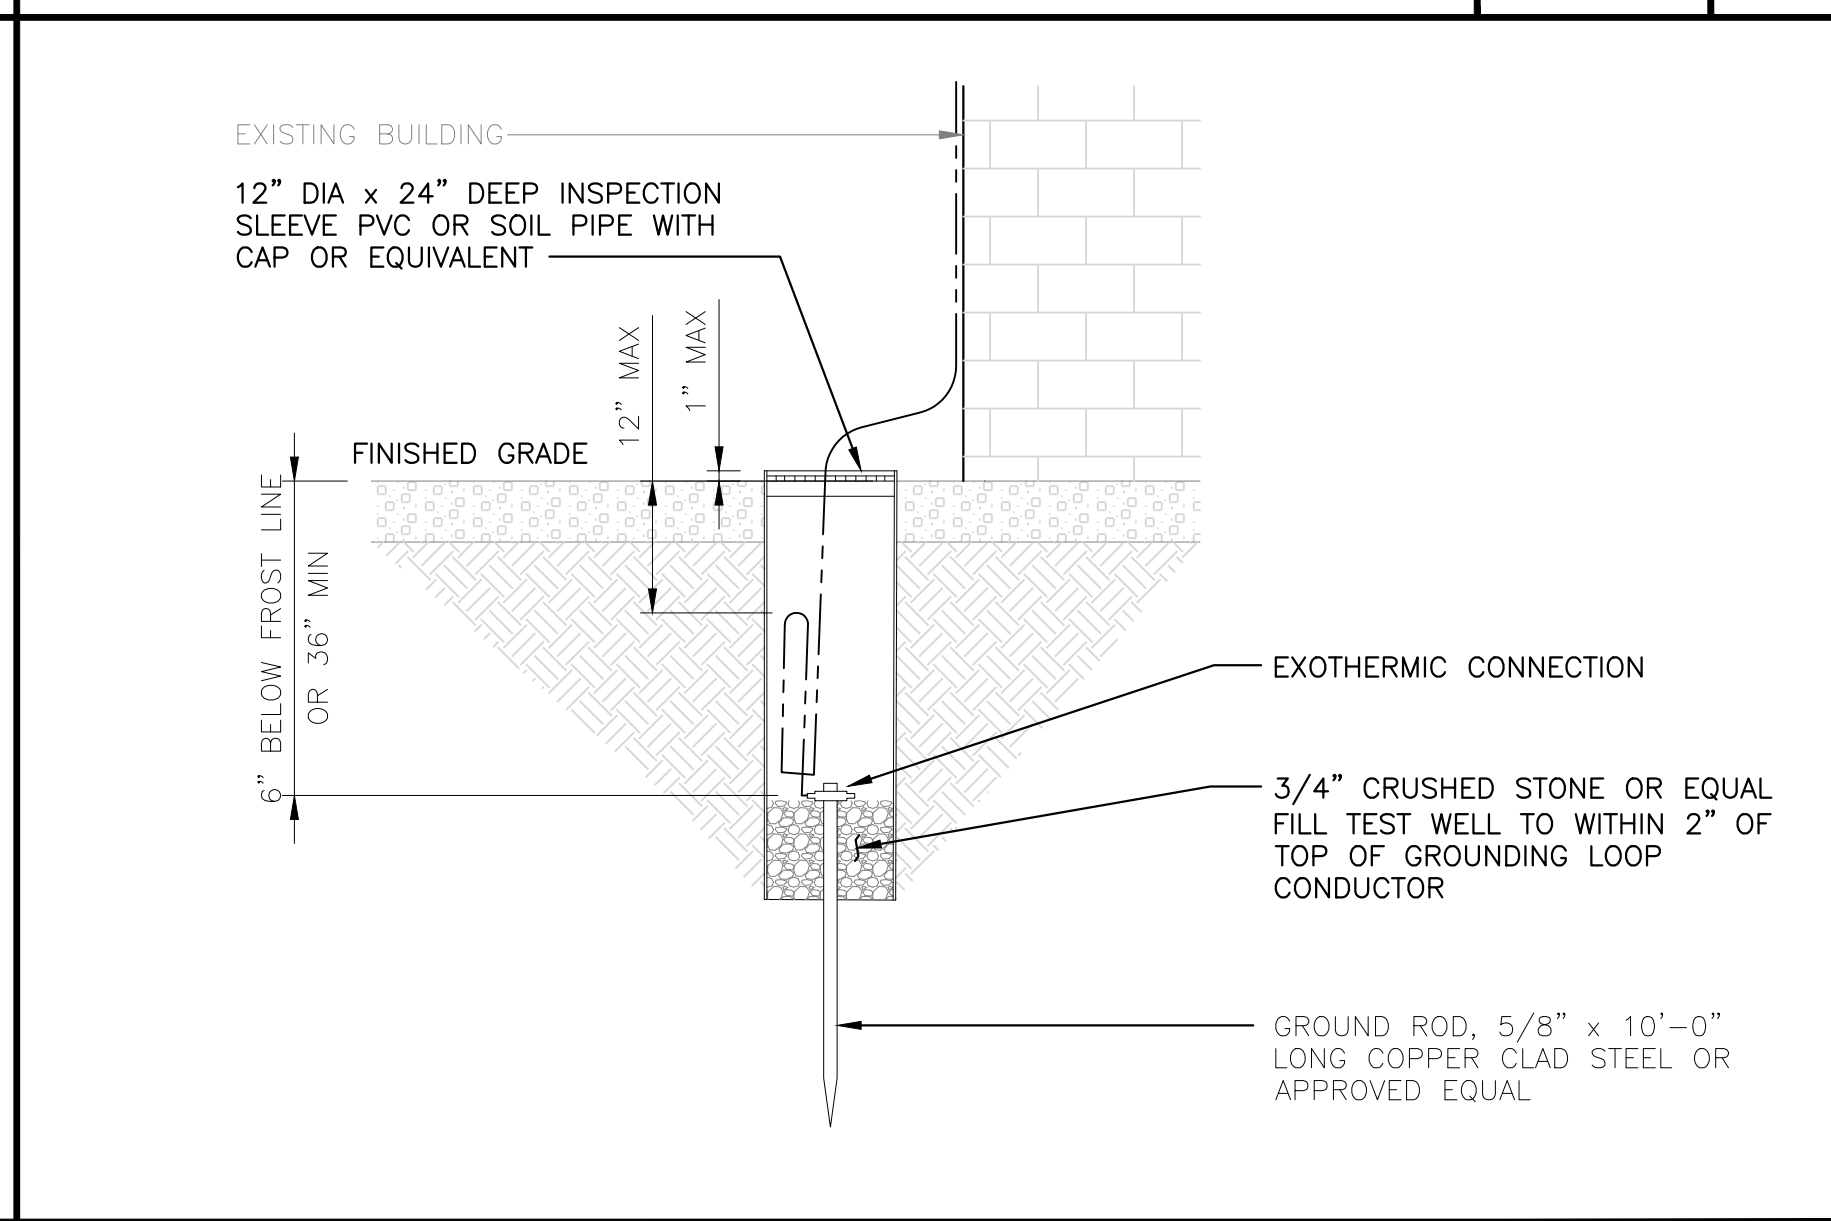 EXISTING BUILDING
12" DIA x 24" DEEP INSPECTION
SLEEVE PVC OR SOIL PIPE WITH
CAP OR EQUIVALENT
12" MAX
1" MAX
FINISHED GRADE
6" BELOW FROST LINE
OR 36" MIN
EXOTHERMIC CONNECTION
3/4" CRUSHED STONE OR EQUAL
FILL TEST WELL TO WITHIN 2" OF
TOP OF GROUNDING LOOP
CONDUCTOR
GROUND ROD, 5/8" x 10'-0"
LONG COPPER CLAD STEEL OR
APPROVED EQUAL